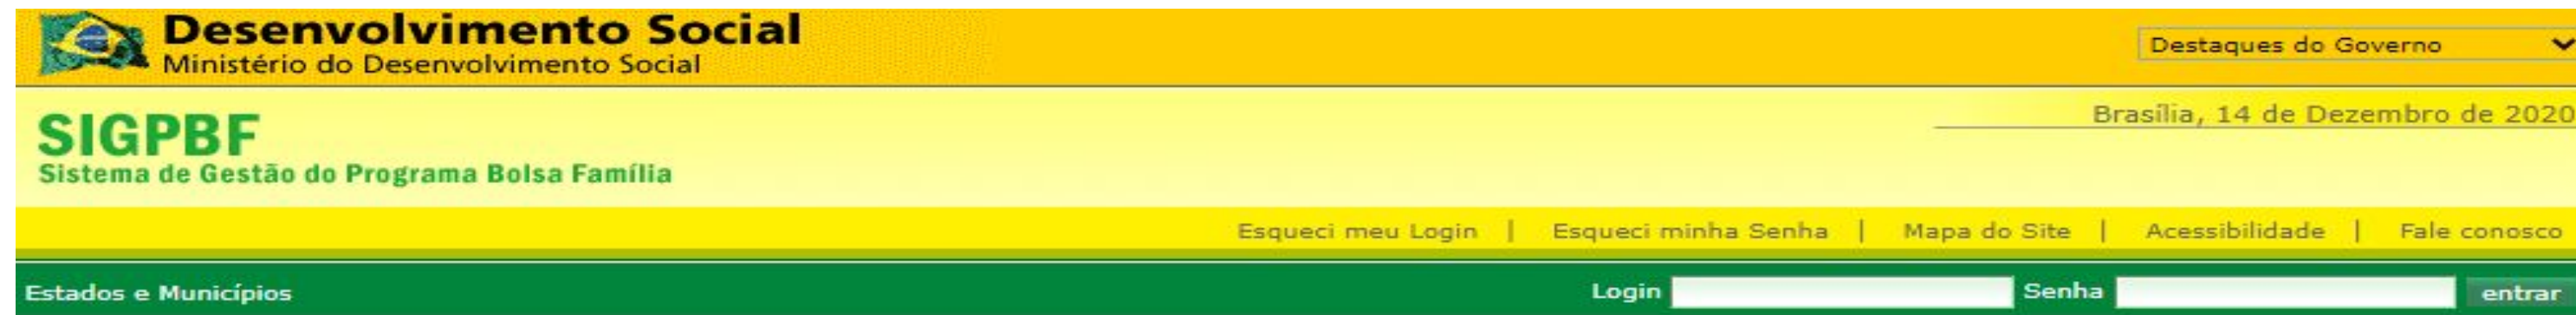 Desenvolvimento Social
Ministério do Desenvolvimento Social
Destaques do Governo
Brasília, 14 de Dezembro de 2020
SIGPBF
Sistema de Gestão do Programa Bolsa Família
Esqueci meu Login | Esqueci minha Senha | Mapa do Site | Acessibilidade | Fale conosco
Estados e Municípios Login Senha entrar